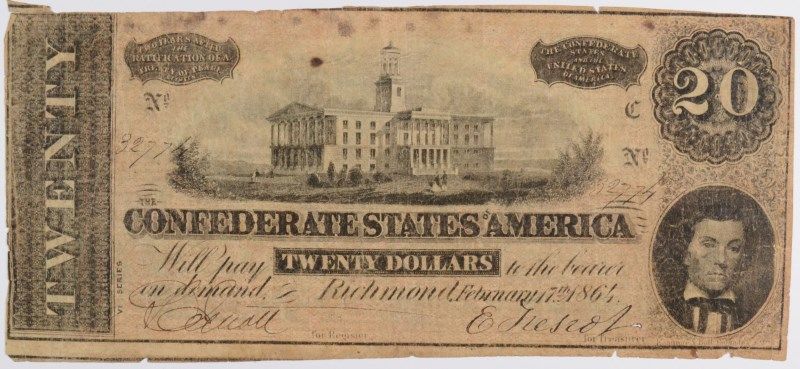 TWENTY
TWO YEARS AFTER
THE
RATIFICATION OF A
TREATY OF PEACE
THE CONFEDERATE
STATES
AND THE
UNITED STATES
OF AMERICA
20
No
C
No
THE
CONFEDERATE STATES OF AMERICA
Will pay TWENTY DOLLARS to the bearer
on demand. Richmond, February 17th 1864.
VI SERIES
for Register
for Treasurer